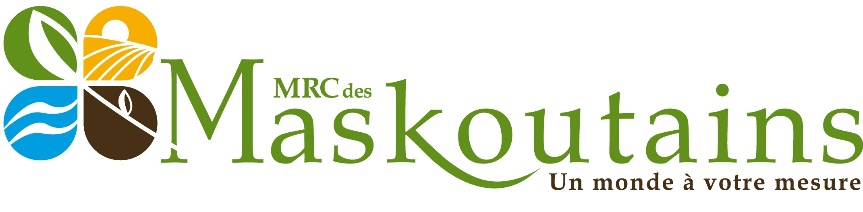 MRC des
Maskoutains
Un monde à votre mesure